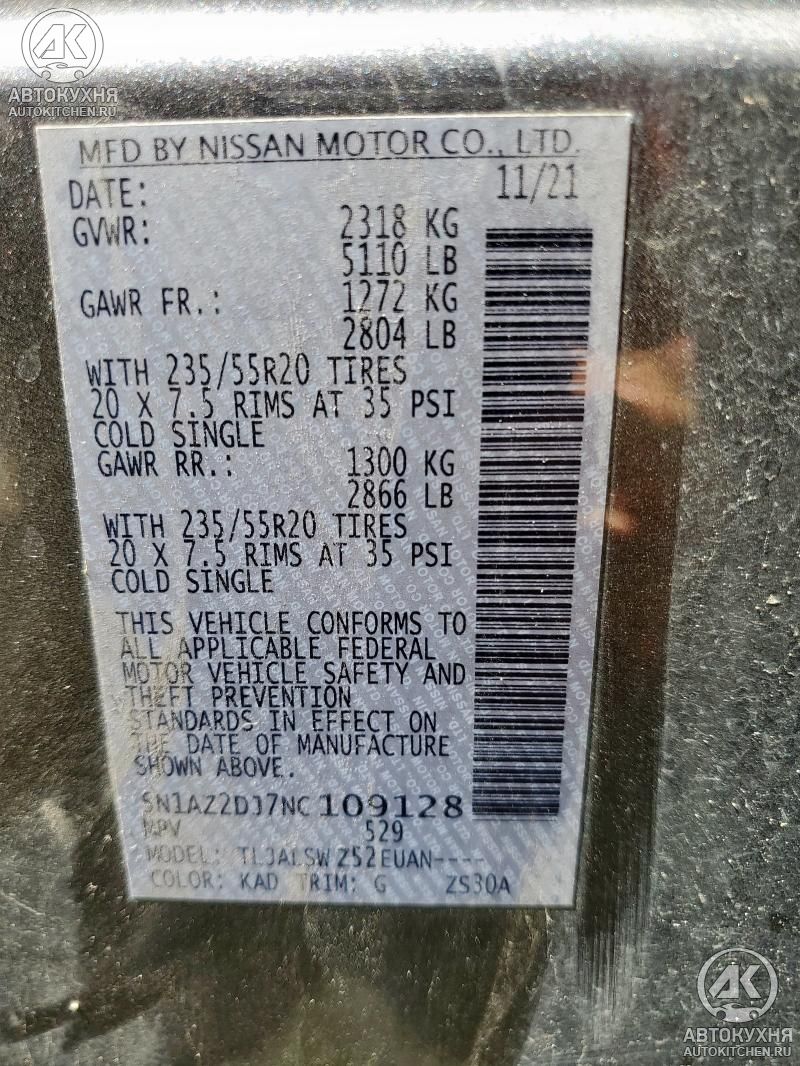 АК
АВТОКУХНЯ
AUTOKITCHEN.RU
MFD BY NISSAN MOTOR CO., LTD.
DATE: 11/21
GVWR: 2318 KG
5110 LB
GAWR FR.: 1272 KG
2804 LB
WITH 235/55R20 TIRES
20 X 7.5 RIMS AT 35 PSI
COLD SINGLE
GAWR RR.: 1300 KG
2866 LB
WITH 235/55R20 TIRES
20 X 7.5 RIMS AT 35 PSI
COLD SINGLE
THIS VEHICLE CONFORMS TO
ALL APPLICABLE FEDERAL
MOTOR VEHICLE SAFETY AND
THEFT PREVENTION
STANDARDS IN EFFECT ON
THE DATE OF MANUFACTURE
SHOWN ABOVE.
5N1AZ2DJ7NC109128
MPV 529
MODEL: TLJALSWZ52EUAN----
COLOR: KAD TRIM: G ZS30A
АК
АВТОКУХНЯ
AUTOKITCHEN.RU